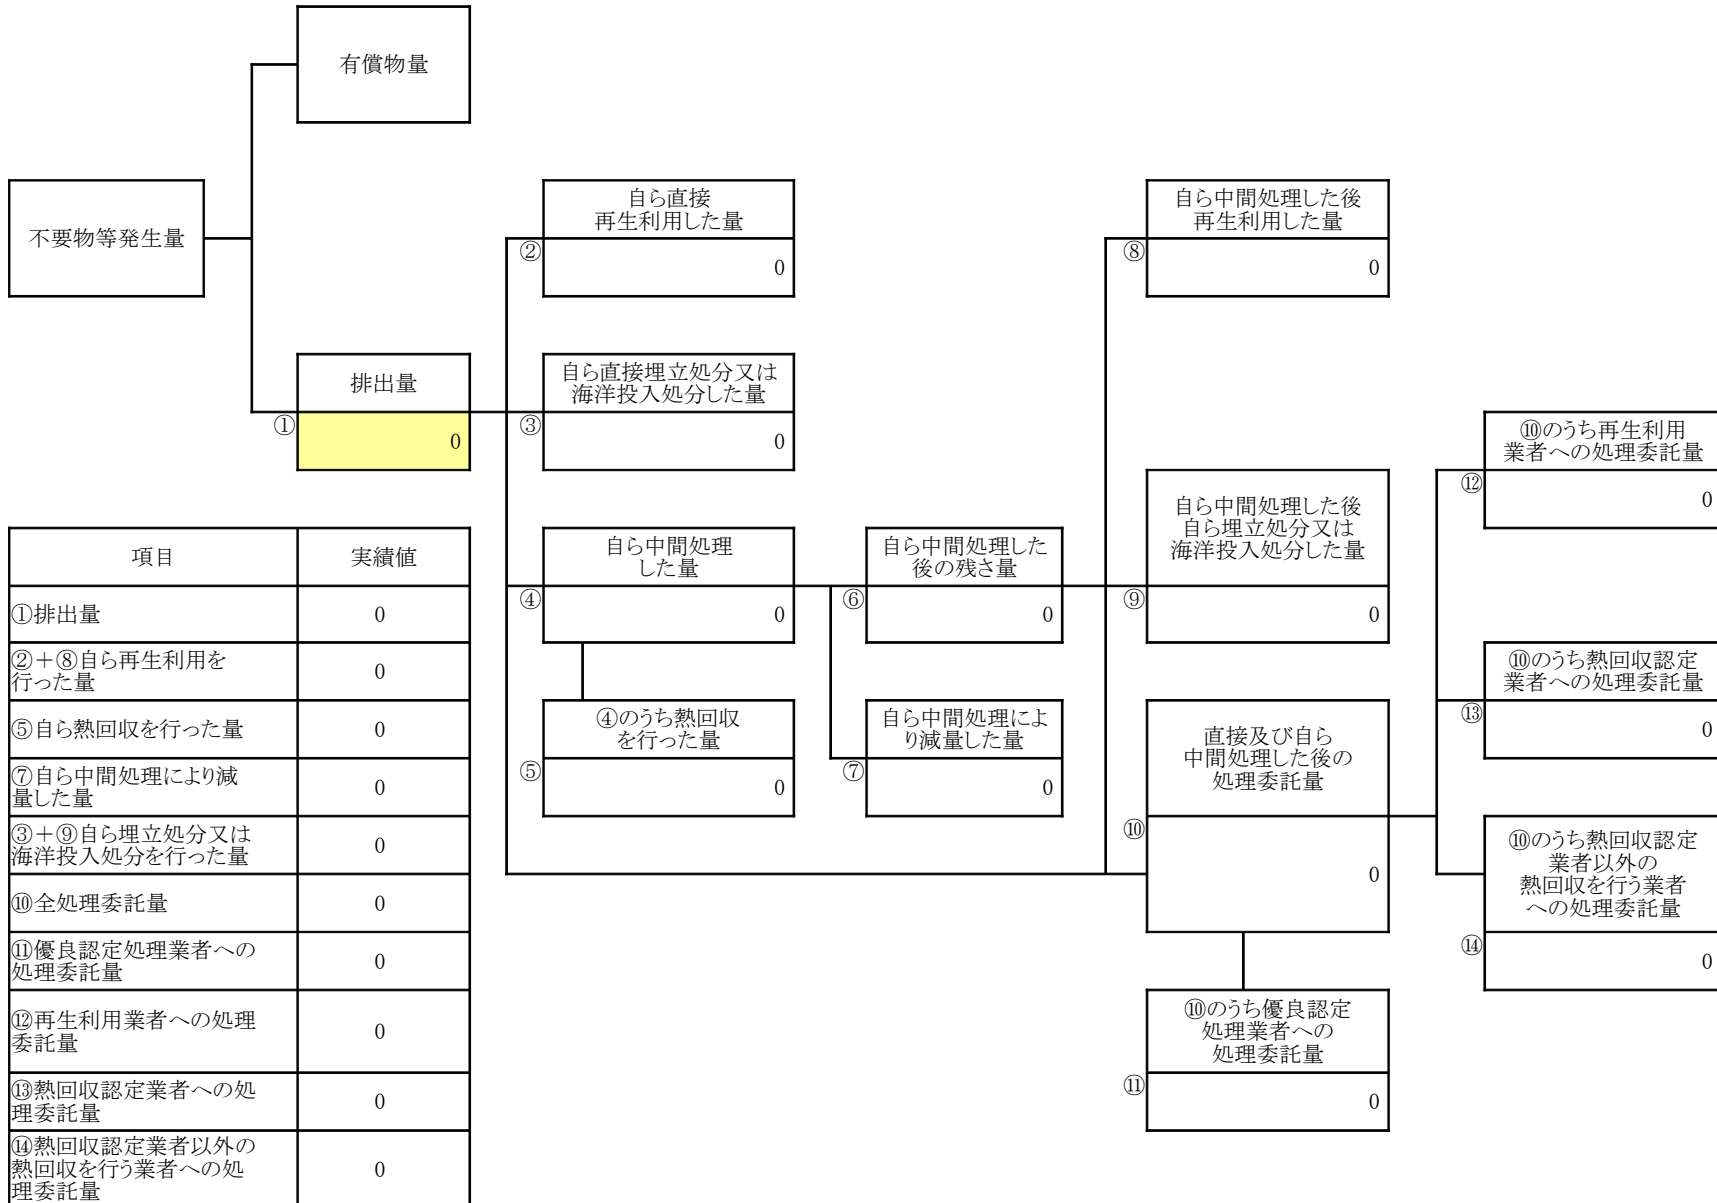 有償物量
不要物等発生量
自ら直接
再生利用した量
②
0
自ら中間処理した後
再生利用した量
⑧
0
排出量
①
0
自ら直接埋立処分又は
海洋投入処分した量
③
0
⑩のうち再生利用
業者への処理委託量
⑫
0
自ら中間処理した後
自ら埋立処分又は
海洋投入処分した量
⑨
0
自ら中間処理
した量
④
0
自ら中間処理した
後の残さ量
⑥
0
⑩のうち熱回収認定
業者への処理委託量
⑬
0
④のうち熱回収
を行った量
⑤
0
自ら中間処理によ
り減量した量
⑦
0
直接及び自ら
中間処理した後の
処理委託量
⑩
0
⑩のうち熱回収認定
業者以外の
熱回収を行う業者
への処理委託量
⑭
0
⑩のうち優良認定
処理業者への
処理委託量
⑪
0
項目 実績値
①排出量 0
②+⑧自ら再生利用を
行った量
0
⑤自ら熱回収を行った量 0
⑦自ら中間処理により減
量した量
0
③+⑨自ら埋立処分又は
海洋投入処分を行った量
0
⑩全処理委託量 0
⑪優良認定処理業者への
処理委託量
0
⑫再生利用業者への処理
委託量
0
⑬熱回収認定業者への処
理委託量
0
⑭熱回収認定業者以外の
熱回収を行う業者への処
理委託量
0